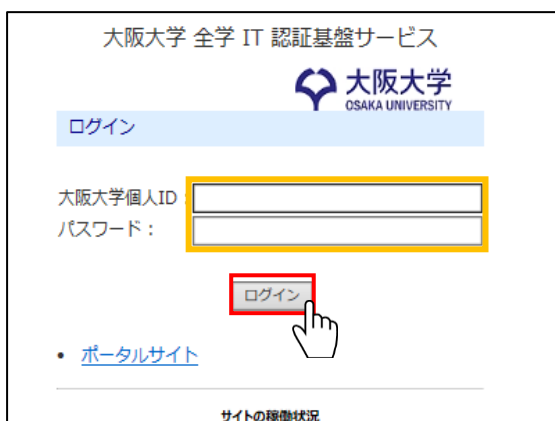 大阪大学 全学 IT 認証基盤サービス
大阪大学
OSAKA UNIVERSITY
ログイン
大阪大学個人ID：
パスワード：
ログイン
• ポータルサイト
サイトの稼働状況